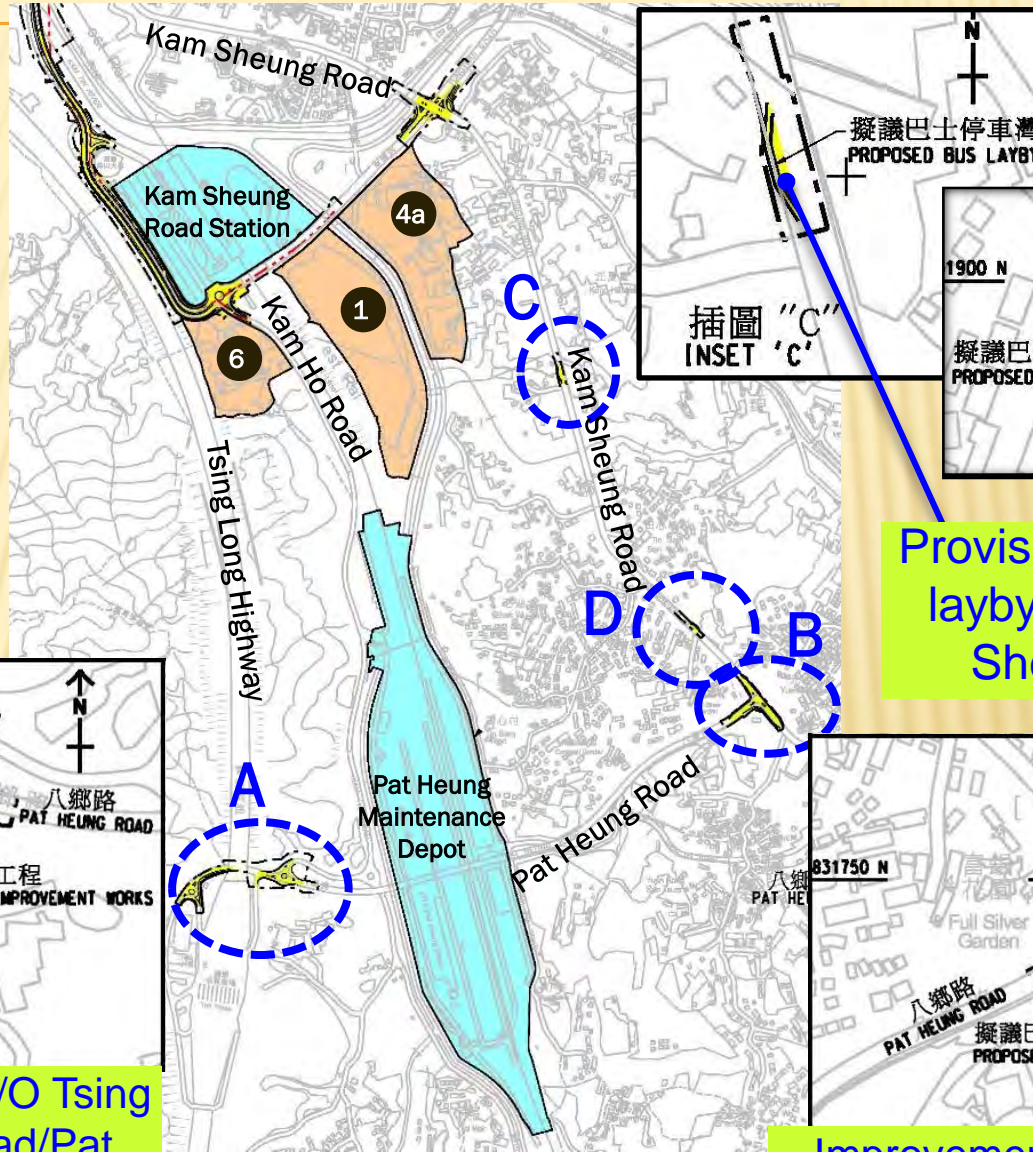 Kam Sheung Road
Kam Sheung
Road Station
4a
1
6
Kam Ho Road
Tsing Long Highway
C
Kam Sheung Road
D
B
A
Pat Heung
Maintenance
Depot
Pat Heung Road
N
擬議巴士停車灣
PROPOSED BUS LAYBY
插圖 "C"
INSET 'C'
1900 N
擬議巴
PROPOSED
Provis
layby
She
N
八鄉路
PAT HEUNG ROAD
工程
IMPROVEMENT WORKS
/O Tsing
ad/Pat
八鄉
PAT HE
831750 N
Full Silver
Garden
八鄉路
PAT HEUNG ROAD
擬議巴
PROPOSE
Improvemen